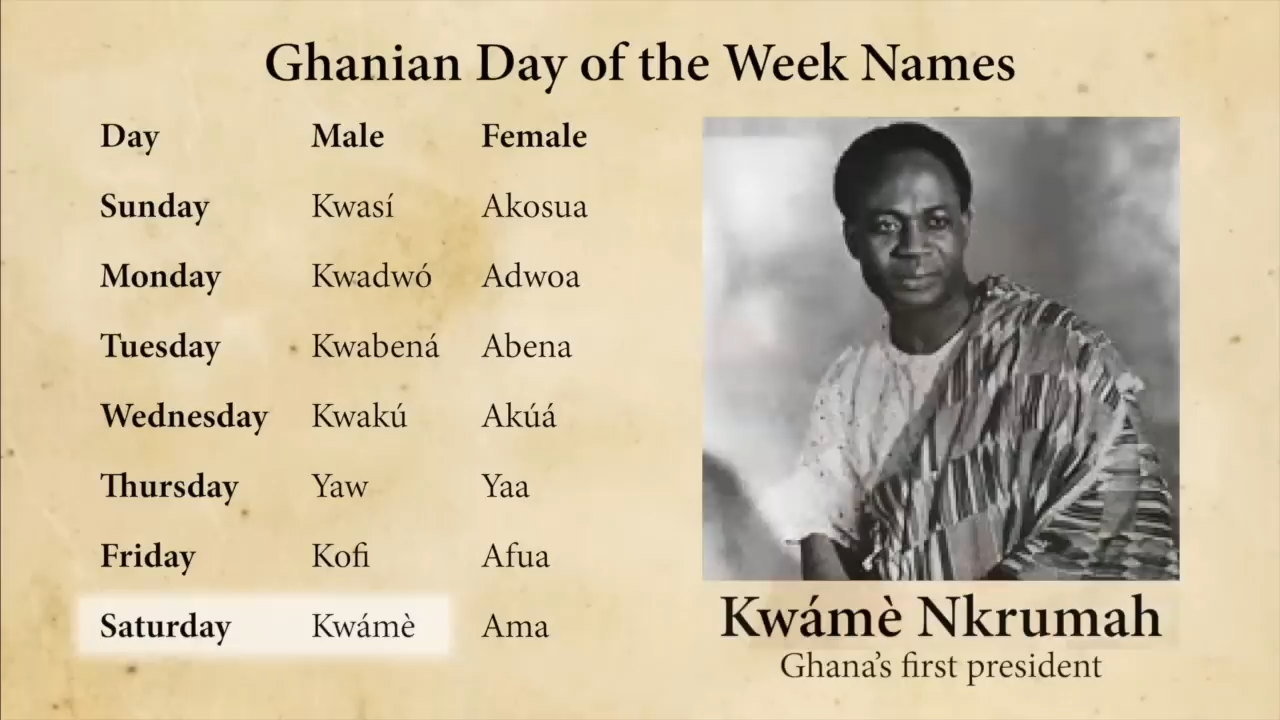 Ghanian Day of the Week Names
Day Male Female
Sunday Kwasí Akosua
Monday Kwadwó Adwoa
Tuesday Kwabená Abena
Wednesday Kwakú Akúá
Thursday Yaw Yaa
Friday Kofi Afua
Saturday Kwámè Ama
Kwámè Nkrumah
Ghana’s first president